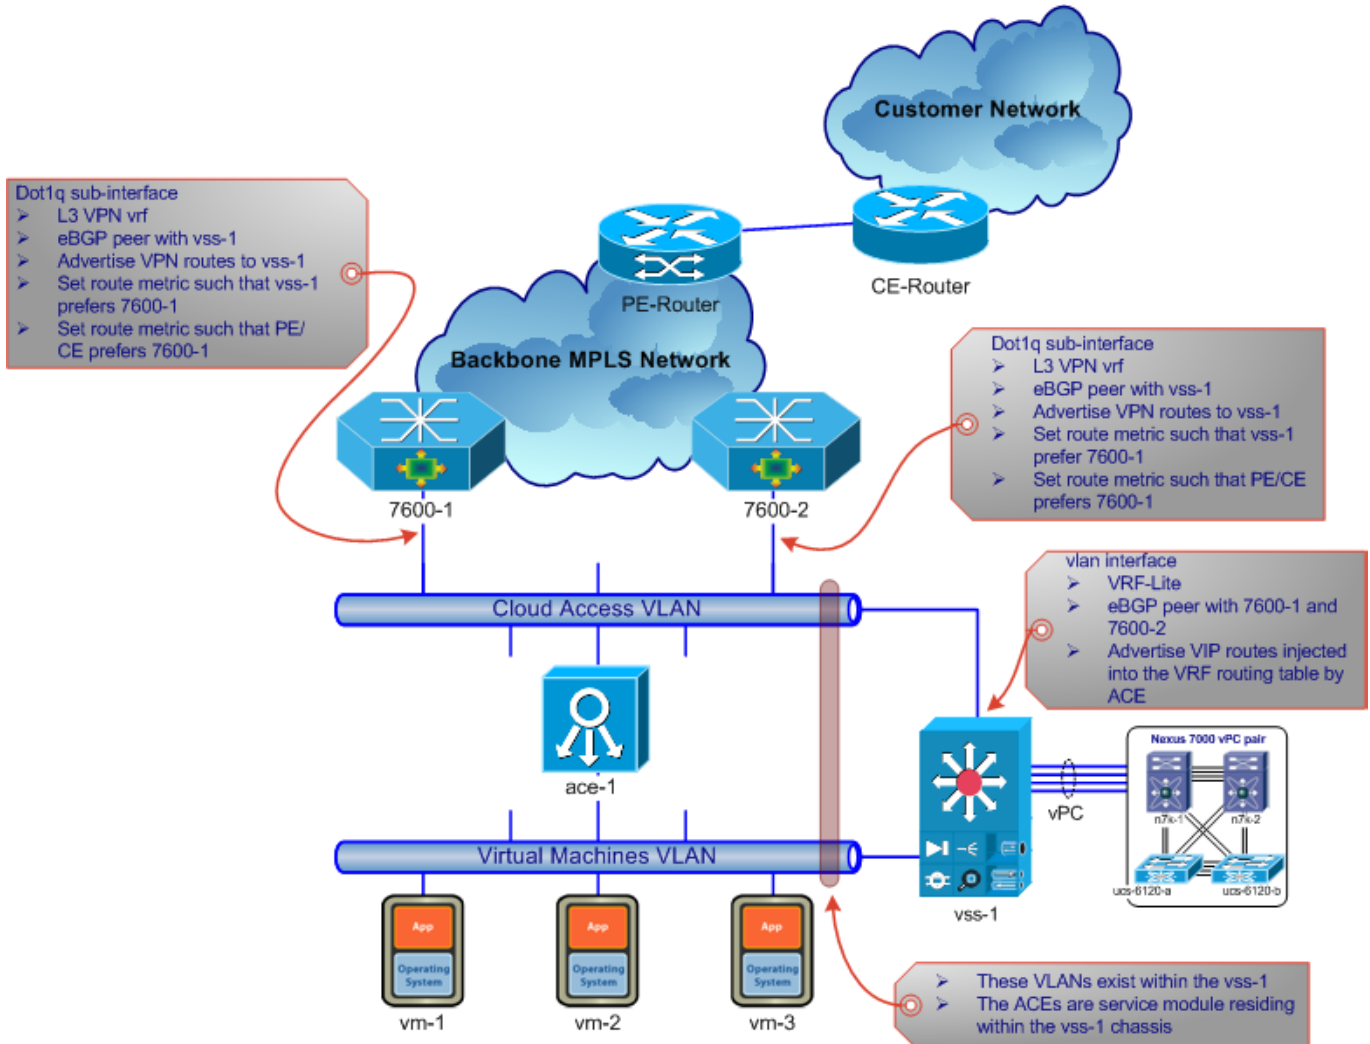 Customer Network
CE-Router
PE-Router
Backbone MPLS Network
Dot1q sub-interface
➢ L3 VPN vrf
➢ eBGP peer with vss-1
➢ Advertise VPN routes to vss-1
➢ Set route metric such that vss-1
prefers 7600-1
➢ Set route metric such that PE/
CE prefers 7600-1
Dot1q sub-interface
➢ L3 VPN vrf
➢ eBGP peer with vss-1
➢ Advertise VPN routes to vss-1
➢ Set route metric such that vss-1
prefer 7600-1
➢ Set route metric such that PE/CE
prefers 7600-1
7600-1
7600-2
vlan interface
➢ VRF-Lite
➢ eBGP peer with 7600-1 and
7600-2
➢ Advertise VIP routes injected
into the VRF routing table by
ACE
Cloud Access VLAN
ace-1
Nexus 7000 vPC pair
n7k-1
n7k-2
vPC
ucs-6120-a
ucs-6120-b
vss-1
Virtual Machines VLAN
App
Operating
System
vm-1
App
Operating
System
vm-2
App
Operating
System
vm-3
➢ These VLANs exist within the vss-1
➢ The ACEs are service module residing
within the vss-1 chassis